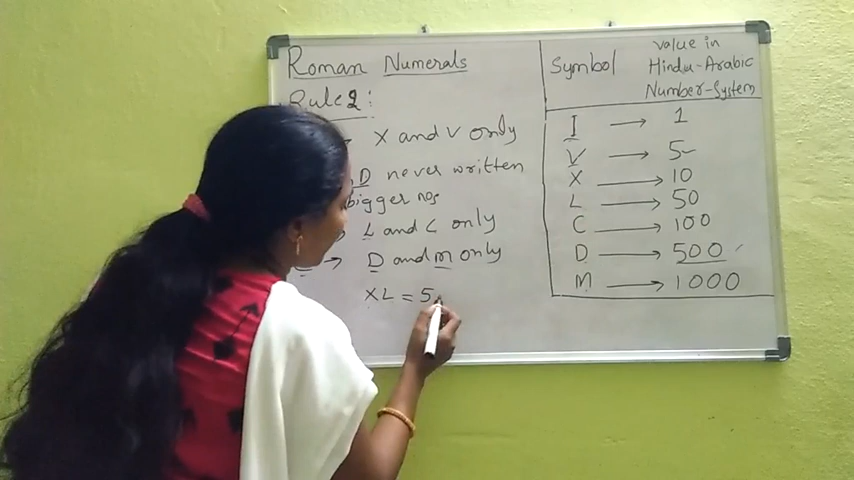 Roman Numerals
Rule 2:
X and V only
D never written
bigger nos
L and C only
→ D and m only
XL = 5
Symbol value in Hindu-Arabic Number-System
I → 1
V → 5
X → 10
L → 50
C → 100
D → 500
M → 1000